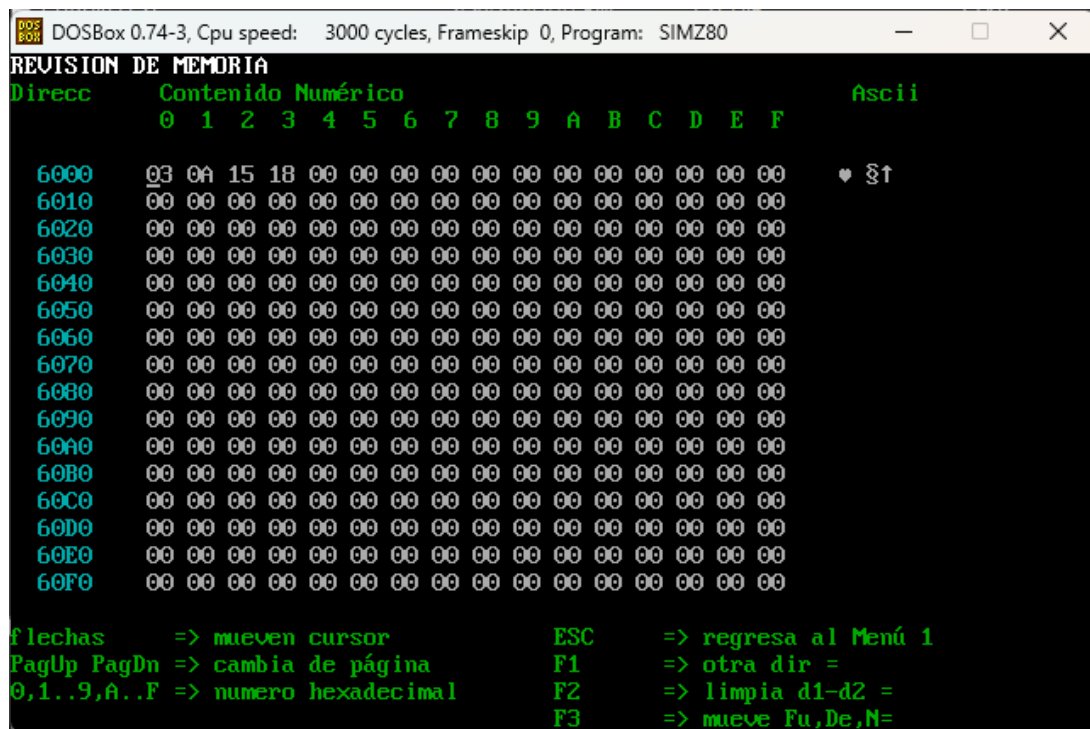 DOSBox 0.74-3, Cpu speed: 3000 cycles, Frameskip 0, Program: SIMZ80
REVISION DE MEMORIA
Direcc Contenido Numérico Ascii
0 1 2 3 4 5 6 7 8 9 A B C D E F
6000 03 0A 15 18 00 00 00 00 00 00 00 00 00 00 00 00 ♥ §↑
6010 00 00 00 00 00 00 00 00 00 00 00 00 00 00 00 00
6020 00 00 00 00 00 00 00 00 00 00 00 00 00 00 00 00
6030 00 00 00 00 00 00 00 00 00 00 00 00 00 00 00 00
6040 00 00 00 00 00 00 00 00 00 00 00 00 00 00 00 00
6050 00 00 00 00 00 00 00 00 00 00 00 00 00 00 00 00
6060 00 00 00 00 00 00 00 00 00 00 00 00 00 00 00 00
6070 00 00 00 00 00 00 00 00 00 00 00 00 00 00 00 00
6080 00 00 00 00 00 00 00 00 00 00 00 00 00 00 00 00
6090 00 00 00 00 00 00 00 00 00 00 00 00 00 00 00 00
60A0 00 00 00 00 00 00 00 00 00 00 00 00 00 00 00 00
60B0 00 00 00 00 00 00 00 00 00 00 00 00 00 00 00 00
60C0 00 00 00 00 00 00 00 00 00 00 00 00 00 00 00 00
60D0 00 00 00 00 00 00 00 00 00 00 00 00 00 00 00 00
60E0 00 00 00 00 00 00 00 00 00 00 00 00 00 00 00 00
60F0 00 00 00 00 00 00 00 00 00 00 00 00 00 00 00 00
flechas => mueven cursor ESC => regresa al Menú 1
PagUp PagDn => cambia de página F1 => otra dir =
0,1..9,A..F => numero hexadecimal F2 => limpia d1-d2 =
F3 => mueve Fu,De,N=